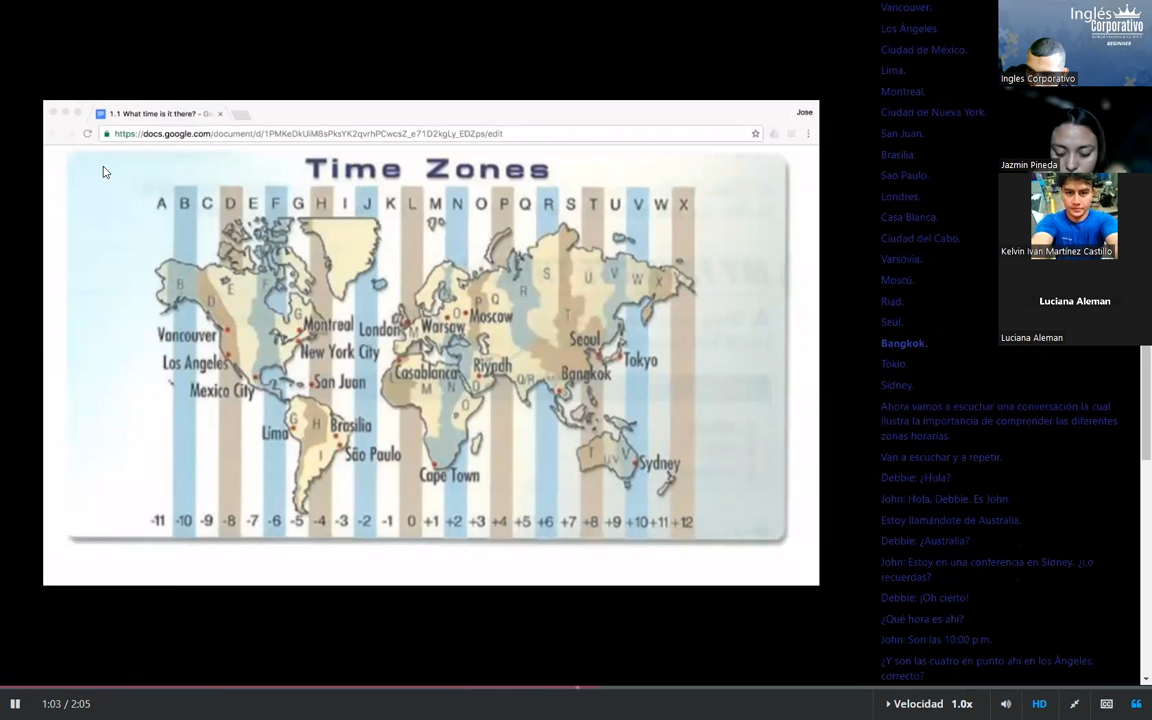 1.1 What time is it there? - G
Jose
https://docs.google.com/document/d/1PMKeDkUiM8sPksYK2qvrhPCwcsZ_e71D2kgLy_EDZps/edit
Time Zones
A B C D E F G H I J K L M N O P Q R S T U V W X
B D E F G
S U V W X
P Q R T
O
M
Vancouver
Montreal
London
Warsaw
Moscow
Los Angeles
New York City
Seoul
Tokyo
Mexico City
San Juan
Casablanca
Riyadh
Bangkok
M N O Q/R
Lima
G H
Brasilia
O
São Paulo
I
Cape Town
T U V
Sydney
-11 -10 -9 -8 -7 -6 -5 -4 -3 -2 -1 0 +1 +2 +3 +4 +5 +6 +7 +8 +9 +10 +11 +12
Vancouver.
Los Ángeles.
Ciudad de México.
Lima.
Montreal.
Ciudad de Nueva York.
San Juan.
Brasilia.
Sao Paulo.
Londres.
Casa Blanca.
Ciudad del Cabo.
Varsovia.
Moscú.
Riad.
Seúl.
Bangkok.
Tokio.
Sidney.
Ahora vamos a escuchar una conversación la cual
ilustra la importancia de comprender las diferentes
zonas horarias.
Van a escuchar y a repetir.
Debbie: ¿Hola?
John: Hola, Debbie. Es John.
Estoy llamándote de Australia.
Debbie: ¿Australia?
John: Estoy en una conferencia en Sídney. ¿Lo
recuerdas?
Debbie: ¡Oh cierto!
¿Qué hora es ahí?
John: Son las 10:00 p.m.
¿Y son las cuatro en punto ahí en los Ángeles,
correcto?
Inglés
Corporativo
BEGINNER
Ingles Corporativo
Jazmin Pineda
Kelvin Ivan Martinez Castillo
Luciana Aleman
Luciana Aleman
1:03 / 2:05
Velocidad 1.0x
HD
CC